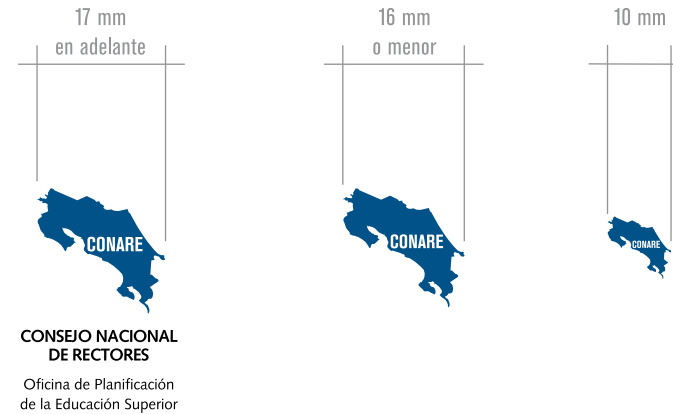 17 mm
en adelante
16 mm
o menor
10 mm
CONARE
CONARE
CONARE
CONSEJO NACIONAL
DE RECTORES
Oficina de Planificación
de la Educación Superior